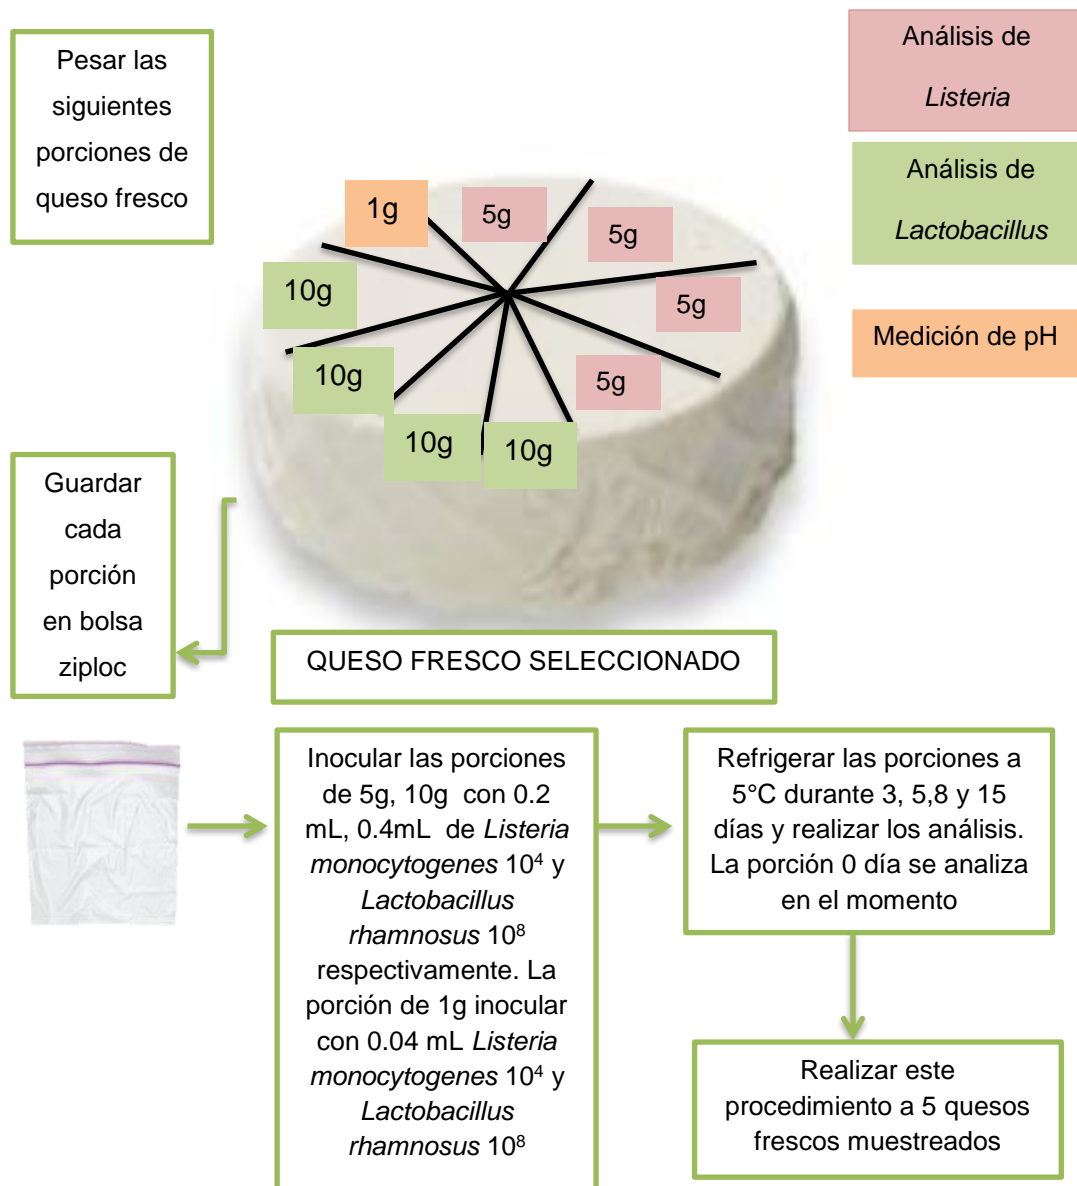 Pesar las
siguientes
porciones de
queso fresco
Análisis de
Listeria
Análisis de
Lactobacillus
Medición de pH
1g
5g
5g
5g
5g
10g
10g
10g
10g
Guardar
cada
porción
en bolsa
ziploc
QUESO FRESCO SELECCIONADO
Inocular las porciones
de 5g, 10g con 0.2
mL, 0.4mL de Listeria
monocytogenes 10⁴ y
Lactobacillus
rhamnosus 10⁸
respectivamente. La
porción de 1g inocular
con 0.04 mL Listeria
monocytogenes 10⁴ y
Lactobacillus
rhamnosus 10⁸
Refrigerar las porciones a
5°C durante 3, 5,8 y 15
días y realizar los análisis.
La porción 0 día se analiza
en el momento
Realizar este
procedimiento a 5 quesos
frescos muestreados